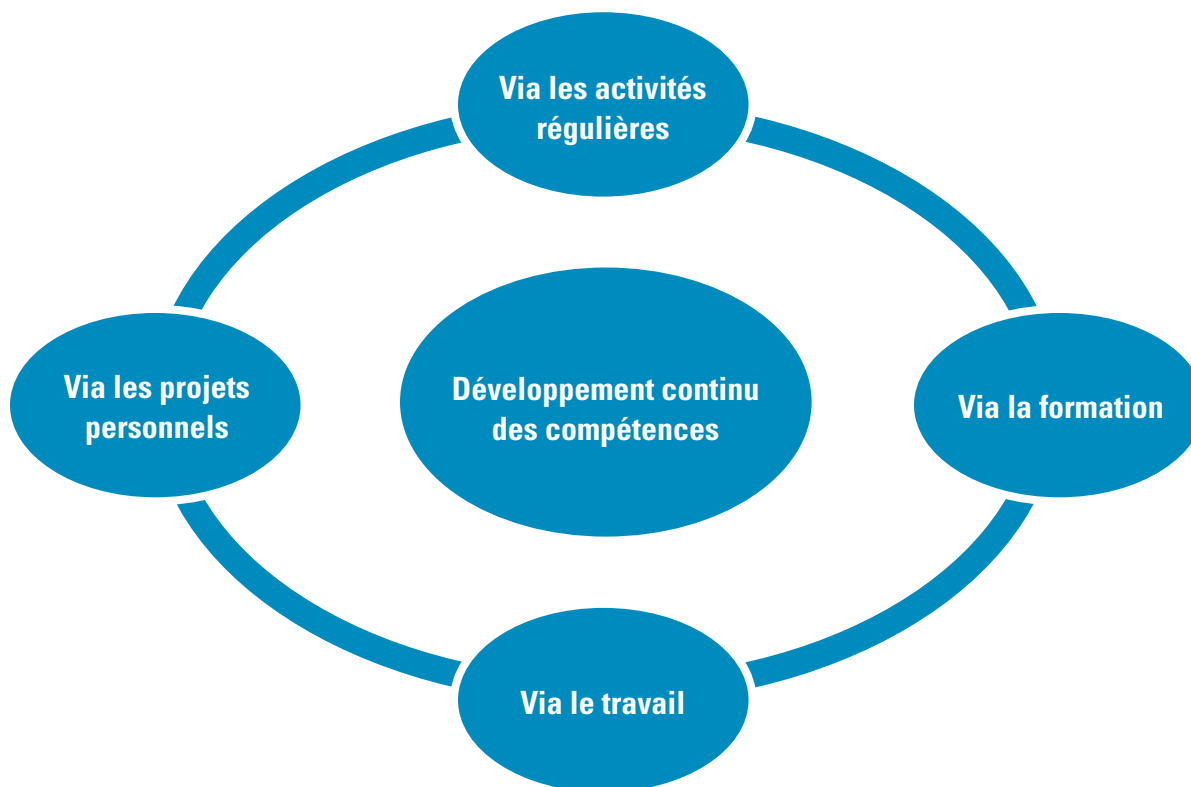 Via les activités
régulières
Via les projets
personnels
Développement continu
des compétences
Via la formation
Via le travail